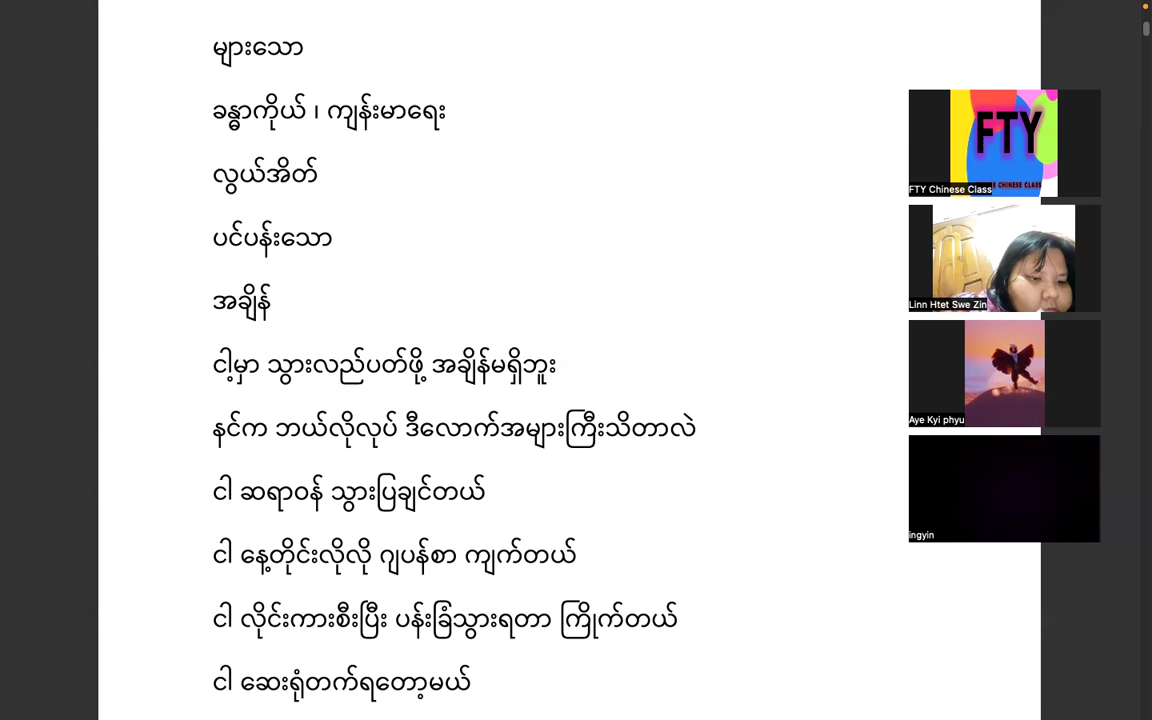 များသော
ခန္ဓာကိုယ် ၊ ကျန်းမာရေး
လွယ်အိတ်
ပင်ပန်းသော
အချိန်
ငါ့မှာ သွားလည်ပတ်ဖို့ အချိန်မရှိဘူး
နင်က ဘယ်လိုလုပ် ဒီလောက်အများကြီးသိတာလဲ
ငါ ဆရာဝန် သွားပြချင်တယ်
ငါ နေ့တိုင်းလိုလို ဂျပန်စာ ကျက်တယ်
ငါ လိုင်းကားစီးပြီး ပန်းခြံသွားရတာ ကြိုက်တယ်
ငါ ဆေးရုံတက်ရတော့မယ်
FTY
CHINESE CLASS
FTY Chinese Class
Linn Htet Swe Zin
Aye Kyi phyu
ingyin